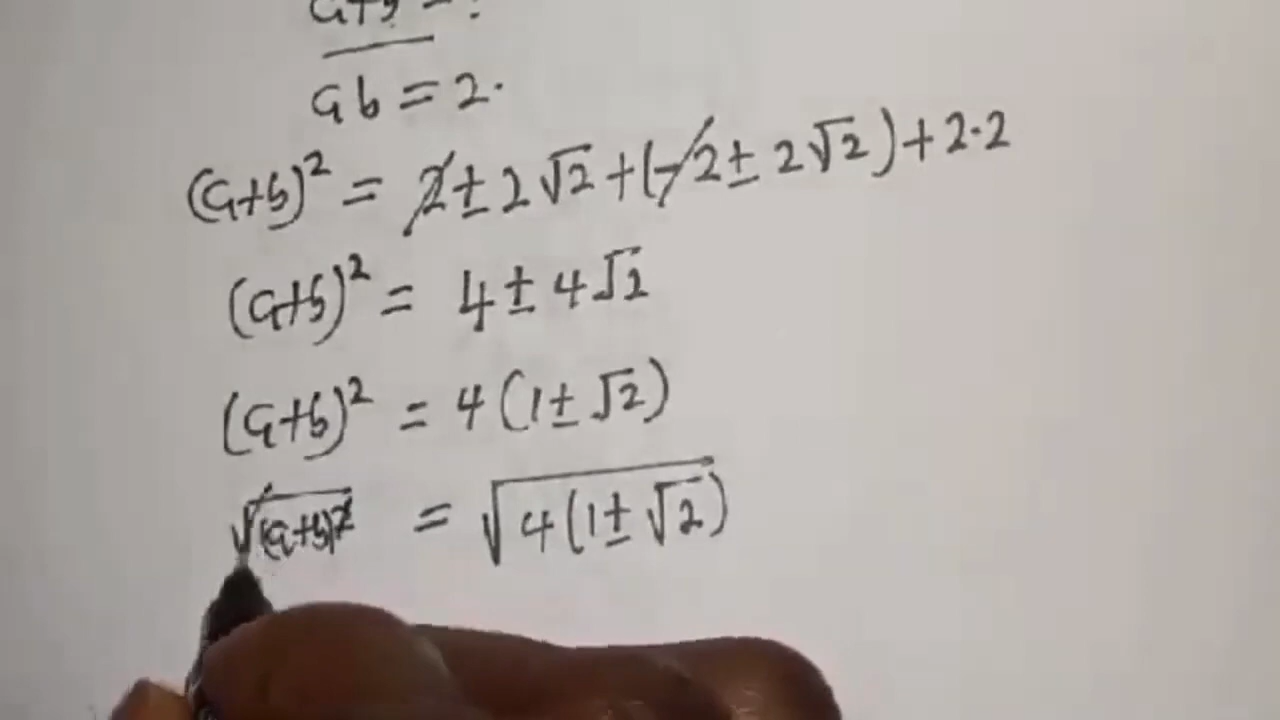 a+b = ?
ab = 2.
(a+b)² = 2 ± 2√2 + (-2 ± 2√2) + 2·2
(a+b)² = 4 ± 4√2
(a+b)² = 4(1 ± √2)
√(a+b)² = √4(1 ± √2)